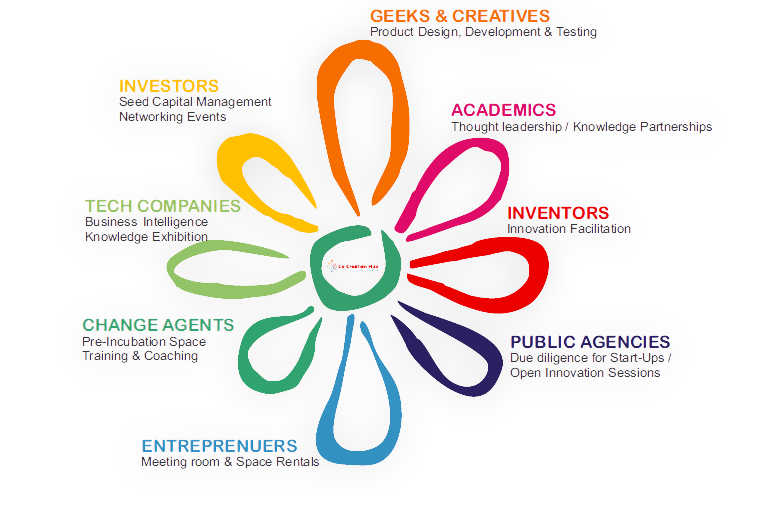 GEEKS & CREATIVES
Product Design, Development & Testing
INVESTORS
Seed Capital Management
Networking Events
ACADEMICS
Thought leadership / Knowledge Partnerships
TECH COMPANIES
Business Intelligence
Knowledge Exhibition
INVENTORS
Innovation Facilitation
Co Creation Hub
CHANGE AGENTS
Pre-Incubation Space
Training & Coaching
PUBLIC AGENCIES
Due diligence for Start-Ups /
Open Innovation Sessions
ENTREPRENUERS
Meeting room & Space Rentals